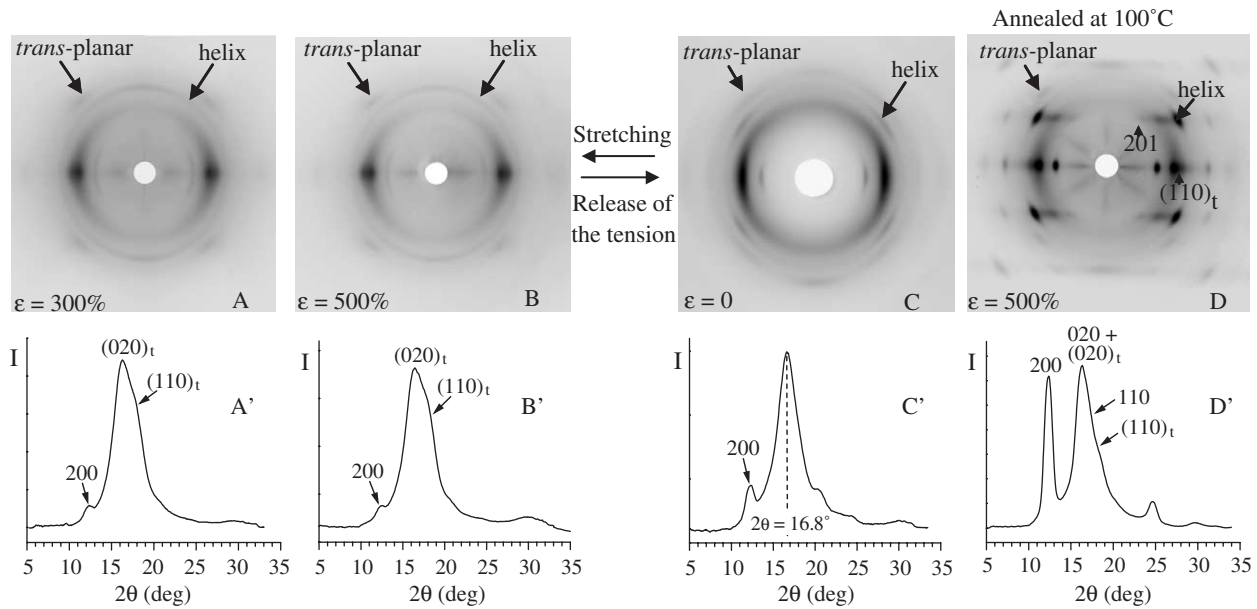 Annealed at 100˚C
trans-planar
helix
ε = 300%
A
trans-planar
helix
ε = 500%
B
Stretching
Release of
the tension
trans-planar
helix
ε = 0
C
trans-planar
helix
201
(110)t
ε = 500%
D
I
(020)t
(110)t
200
A’
5 10 15 20 25 30 35
2θ (deg)
I
(020)t
(110)t
200
B’
5 10 15 20 25 30 35
2θ (deg)
I
200
2θ = 16.8°
C’
5 10 15 20 25 30 35
2θ (deg)
I
200
020 +
(020)t
110
(110)t
D’
5 10 15 20 25 30 35
2θ (deg)